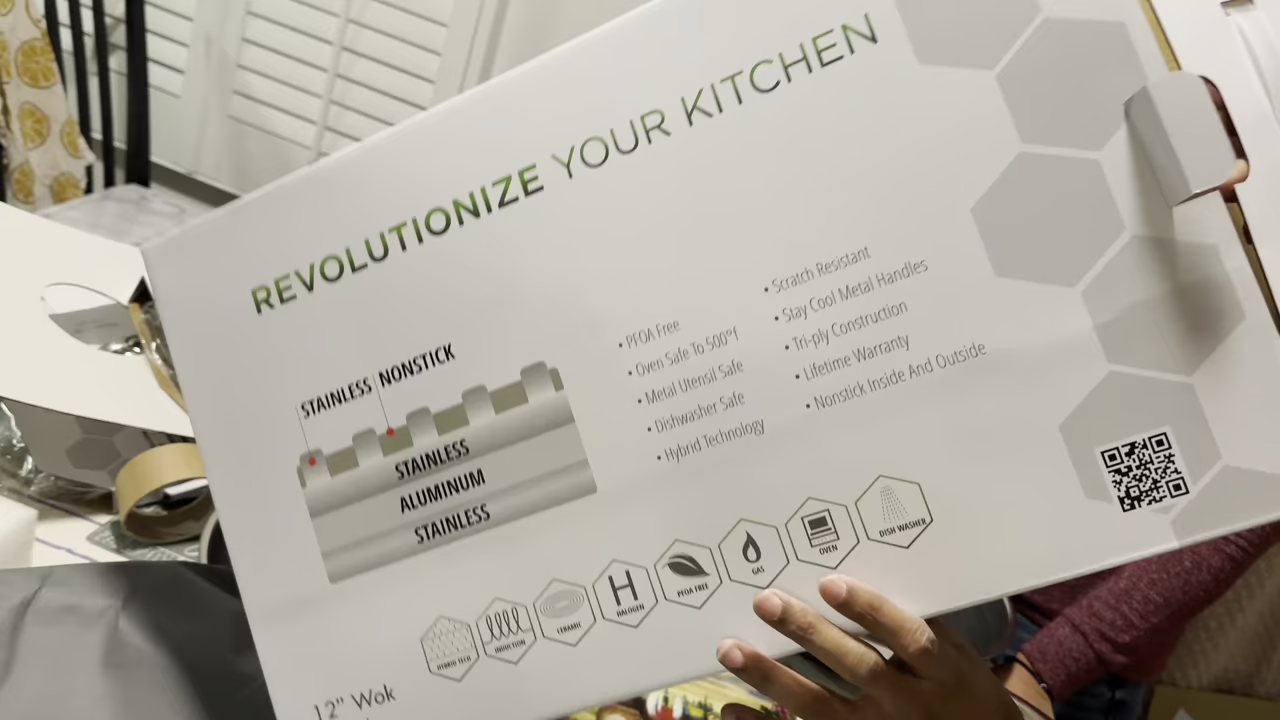 REVOLUTIONIZE YOUR KITCHEN
STAINLESS NONSTICK
STAINLESS
ALUMINUM
STAINLESS
• PFOA Free
• Oven Safe To 500°f
• Metal Utensil Safe
• Dishwasher Safe
• Hybrid Technology
• Scratch Resistant
• Stay Cool Metal Handles
• Tri-ply Construction
• Lifetime Warranty
• Nonstick Inside And Outside
HYBRID TECH
INDUCTION
CERAMIC
H
HALOGEN
PFOA FREE
GAS
OVEN
DISH WASHER
12" Wok